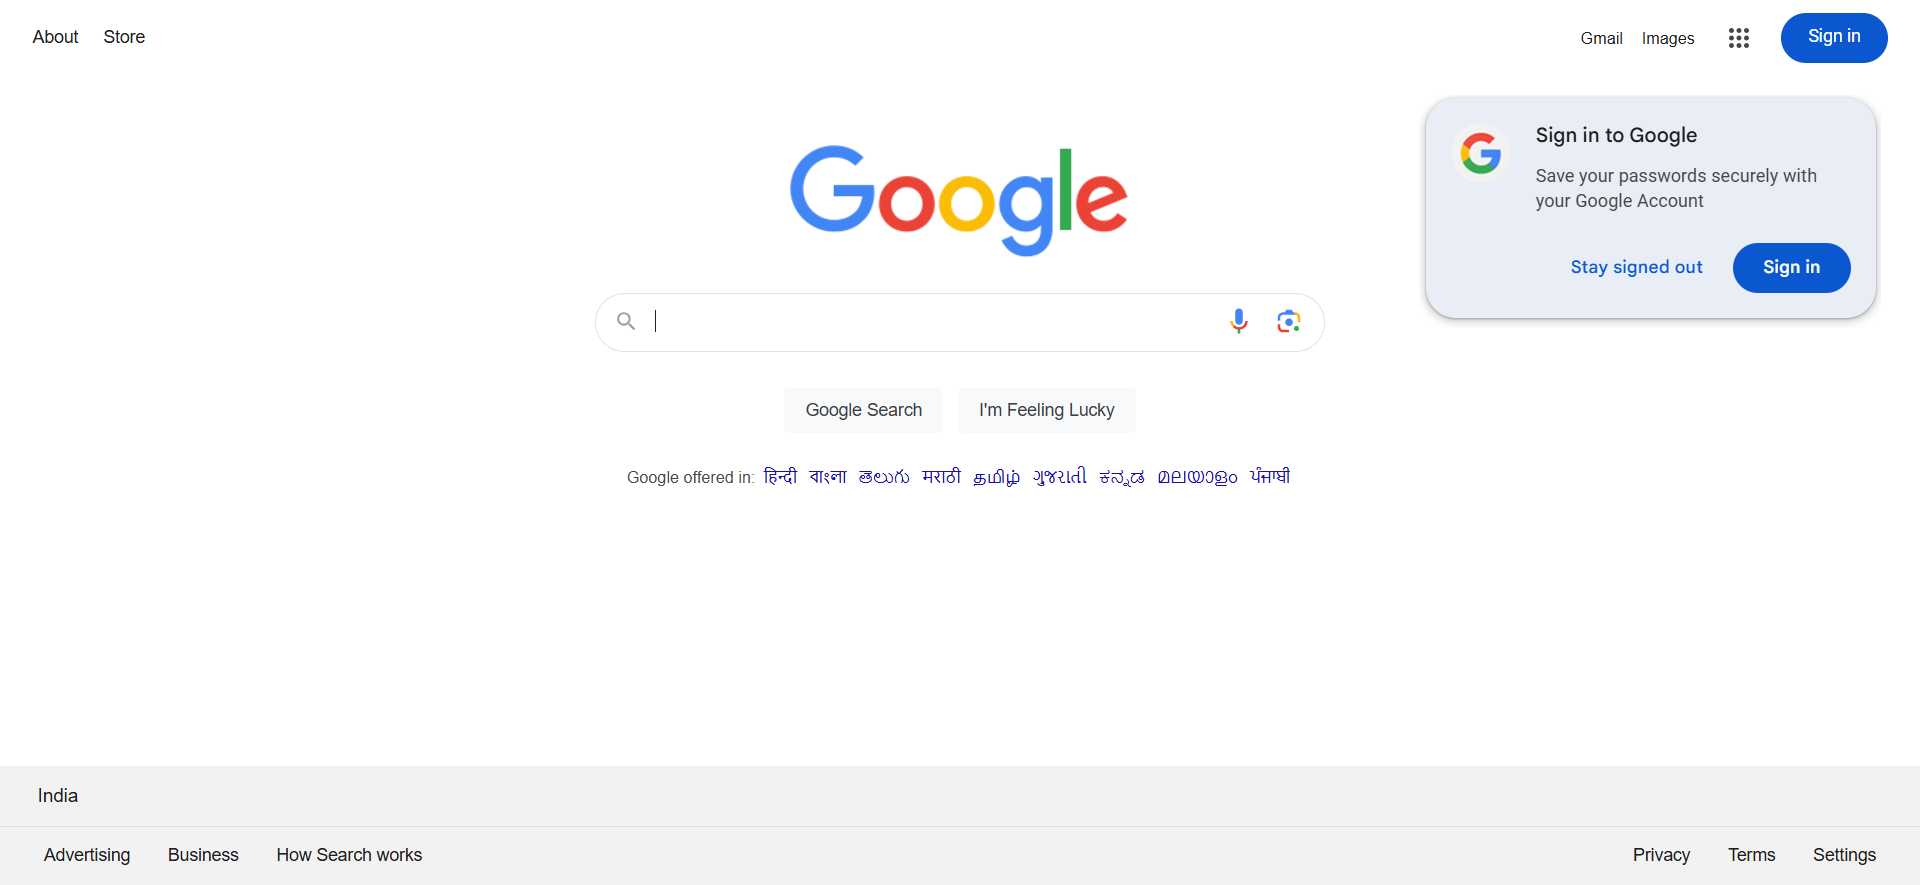 About Store Gmail Images Sign in
Google
Sign in to Google
Save your passwords securely with
your Google Account
Stay signed out Sign in
Google Search I'm Feeling Lucky
Google offered in: हिन्दी বাংলা తెలుగు मराठी தமிழ் ગુજરાતી ಕನ್ನಡ മലയാളം ਪੰਜਾਬੀ
India
Advertising Business How Search works Privacy Terms Settings